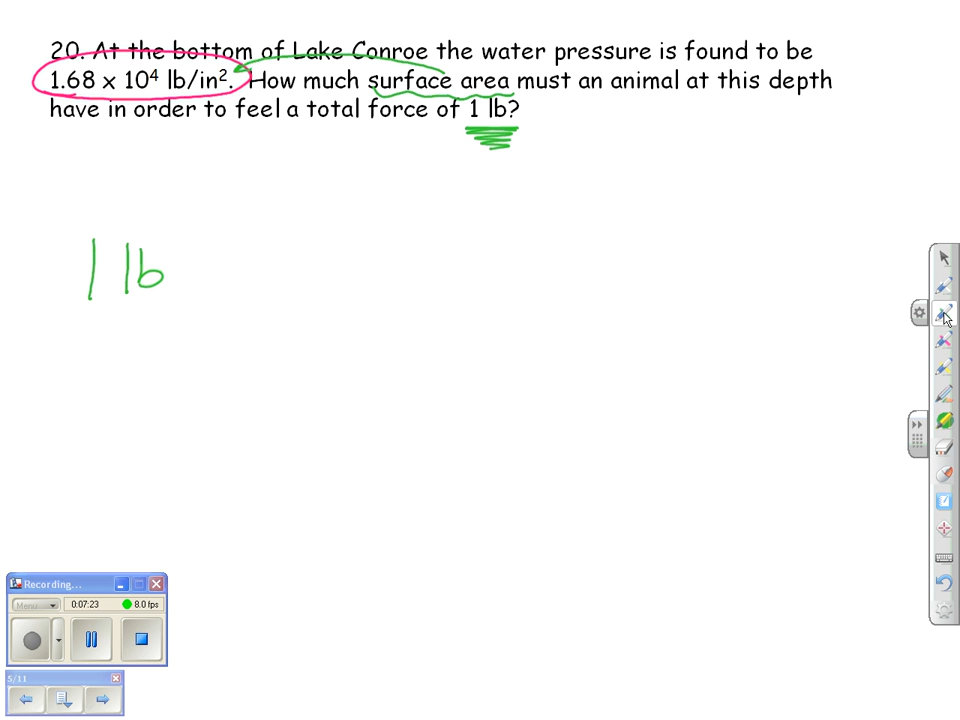 20. At the bottom of Lake Conroe the water pressure is found to be
1.68 x 10⁴ lb/in². How much surface area must an animal at this depth
have in order to feel a total force of 1 lb?
1 lb
Recording...
Menu
0:07:23
8.0 fps
5/11